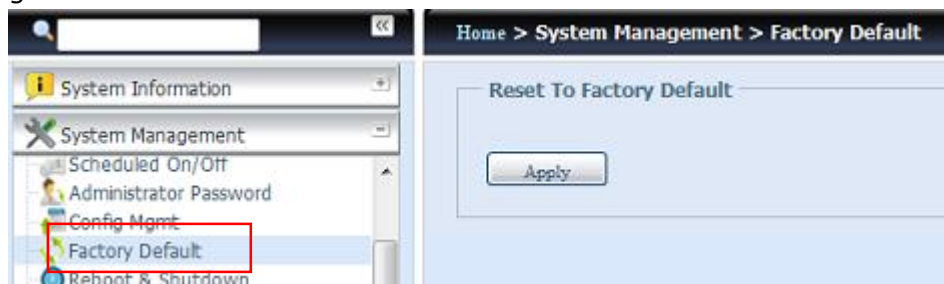 Home > System Management > Factory Default
System Information
System Management
Scheduled On/Off
Administrator Password
Config Mgmt
Factory Default
Reboot & Shutdown
Reset To Factory Default
Apply